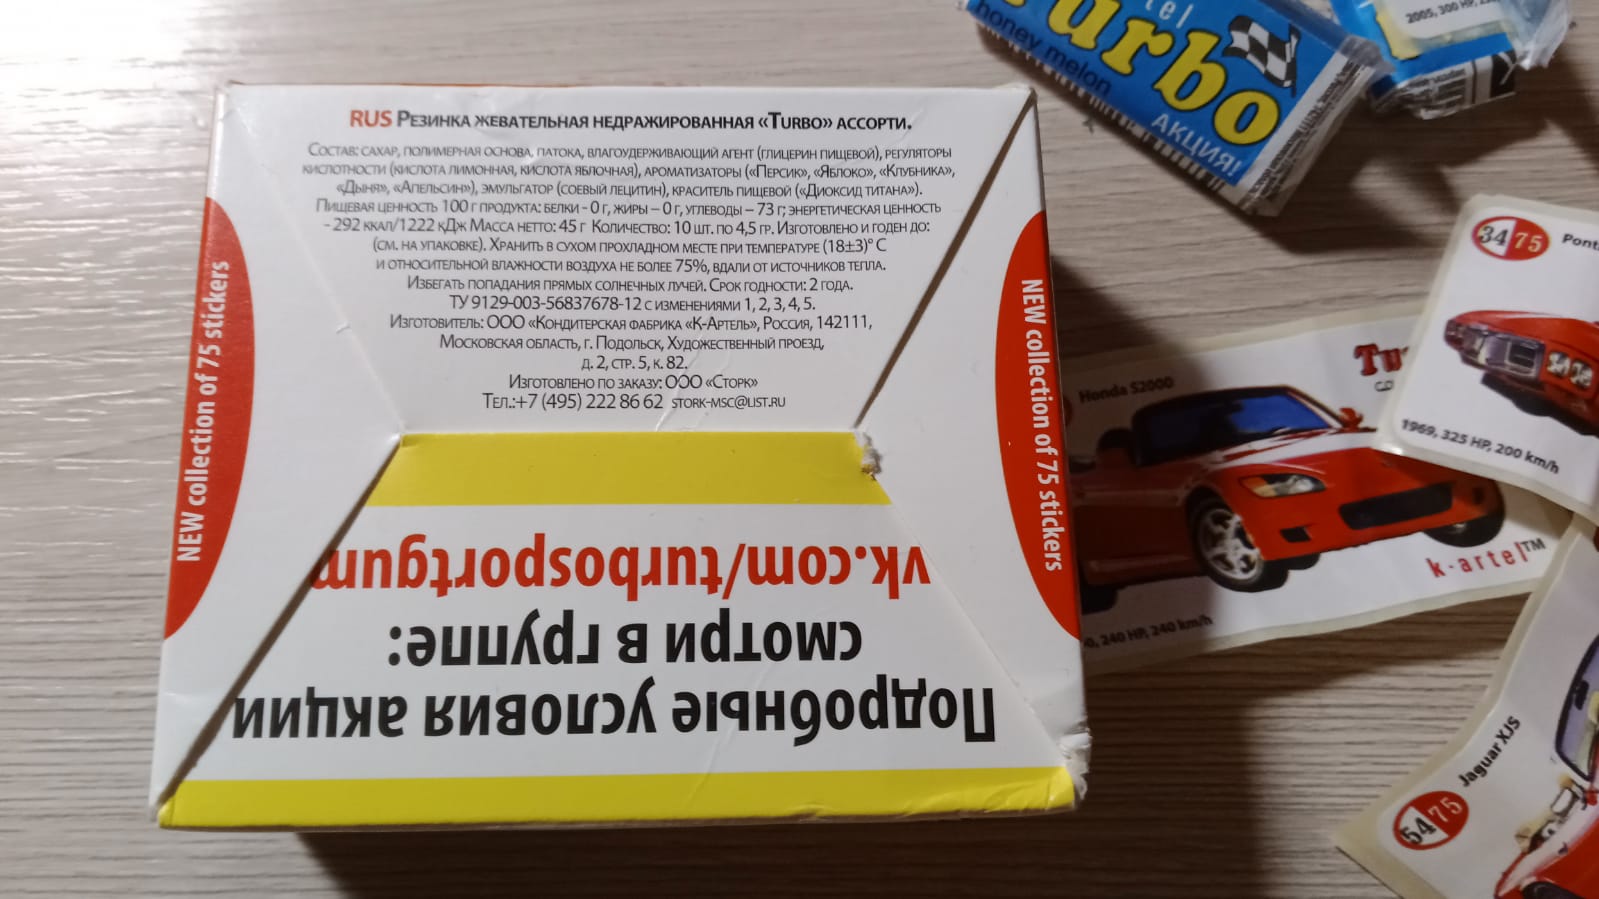 RUS Резинка жевательная недражированная «Turbo» ассорти.
Состав: сахар, полимерная основа, патока, влагоудерживающий агент (глицерин пищевой), регуляторы
кислотности (кислота лимонная, кислота яблочная), ароматизаторы («Персик», «Яблоко», «Клубника»,
«Дыня», «Апельсин»), эмульгатор (соевый лецитин), краситель пищевой («Диоксид титана»).
Пищевая ценность 100 г продукта: белки - 0 г, жиры – 0 г, углеводы – 73 г; энергетическая ценность
- 292 ккал/1222 кДж Масса нетто: 45 г Количество: 10 шт. по 4,5 гр. Изготовлено и годен до:
(см. на упаковке). Хранить в сухом прохладном месте при температуре (18±3)° С
и относительной влажности воздуха не более 75%, вдали от источников тепла.
Избегать попадания прямых солнечных лучей. Срок годности: 2 года.
ТУ 9129-003-56837678-12 с изменениями 1, 2, 3, 4, 5.
Изготовитель: ООО «Кондитерская фабрика «К-Артель», Россия, 142111,
Московская область, г. Подольск, Художественный проезд,
д. 2, стр. 5, к. 82.
Изготовлено по заказу: ООО «Сторк»
Тел.:+7 (495) 222 86 62 stork-msc@list.ru
NEW collection of 75 stickers
NEW collection of 75 stickers
Подробные условия акции
смотри в группе:
vk.com/turbosportgum
Turbo
honey melon
АКЦИЯ!
2005, 300 HP,
34 75
1969, 325 HP, 200 km/h
Honda S2000
240 HP, 240 km/h
k-artel™
54 75
Jaguar XJS